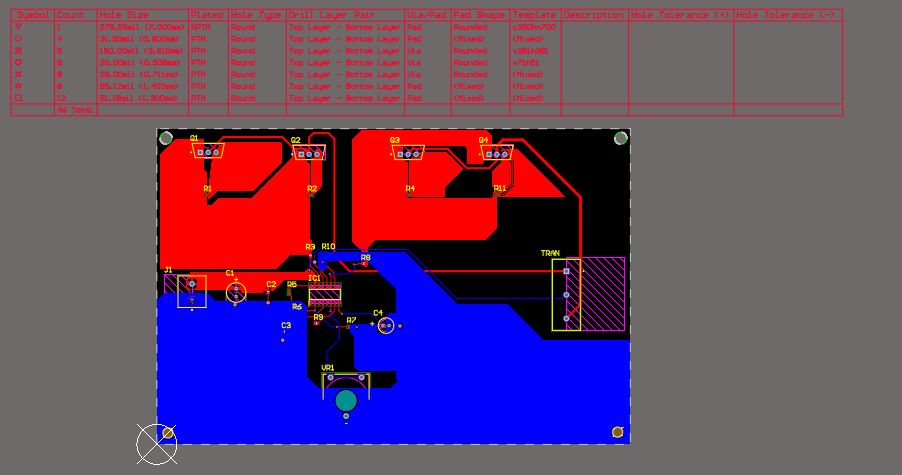 Symbol Count Hole Size Plated Hole Type Drill Layer Pair Via/Pad Pad Shape Template Description Hole Tolerance (+) Hole Tolerance (-)
1 275.56mil (7.000mm) NPTH Round Top Layer - Bottom Layer Pad Rounded c350hn700
4 31.50mil (0.800mm) PTH Round Top Layer - Bottom Layer Pad (Mixed) (Mixed)
5 150.00mil (3.810mm) PTH Round Top Layer - Bottom Layer Via Rounded v381h381
8 20.00mil (0.508mm) PTH Round Top Layer - Bottom Layer Via Rounded v71h51
8 28.00mil (0.711mm) PTH Round Top Layer - Bottom Layer Via (Mixed) (Mixed)
8 55.12mil (1.400mm) PTH Round Top Layer - Bottom Layer Pad (Mixed) (Mixed)
12 51.18mil (1.300mm) PTH Round Top Layer - Bottom Layer Pad (Mixed) (Mixed)
46 Total
Q1 Q2 Q3 Q4
R1 R2 R4 R11
R3 R10
R8
TRAN
J1 C1 C2 R5 IC1
R6
R9 R7 C4
C3
VR1